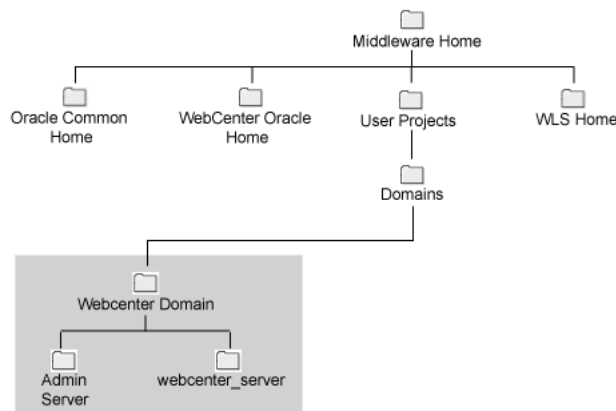 Middleware Home
Oracle Common
Home
WebCenter Oracle
Home
User Projects
WLS Home
Domains
Webcenter Domain
Admin
Server
webcenter_server